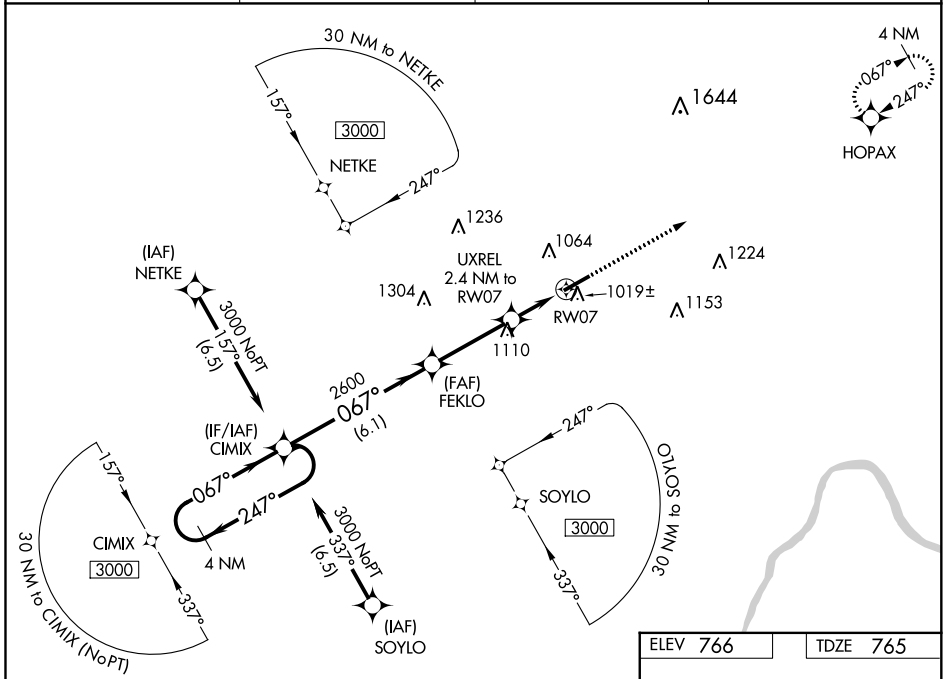 30 NM to NETKE
157°
3000
NETKE
247°
4 NM
067°
247°
HOPAX
1644
1236
1064
1224
UXREL
2.4 NM to
RW07
1304
1019±
RW07
1153
1110
(IAF)
NETKE
3000 NoPT
157°
(6.5)
(FAF)
FEKLO
2600
067°
(6.1)
(IF/IAF)
CIMIX
067°
247°
4 NM
157°
CIMIX
3000
337°
30 NM to CIMIX (NoPT)
3000 NoPT
337°
(6.5)
(IAF)
SOYLO
247°
SOYLO
3000
337°
30 NM to SOYLO
ELEV 766
TDZE 765